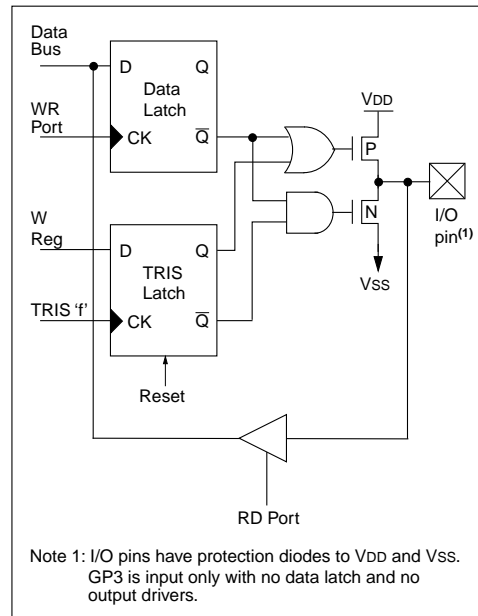 Data
Bus
D
Q
Data
Latch
WR
Port
CK
Q
VDD
P
N
I/O
pin(1)
VSS
W
Reg
D
Q
TRIS
Latch
TRIS 'f'
CK
Q
Reset
RD Port
Note 1: I/O pins have protection diodes to VDD and VSS.
GP3 is input only with no data latch and no
output drivers.